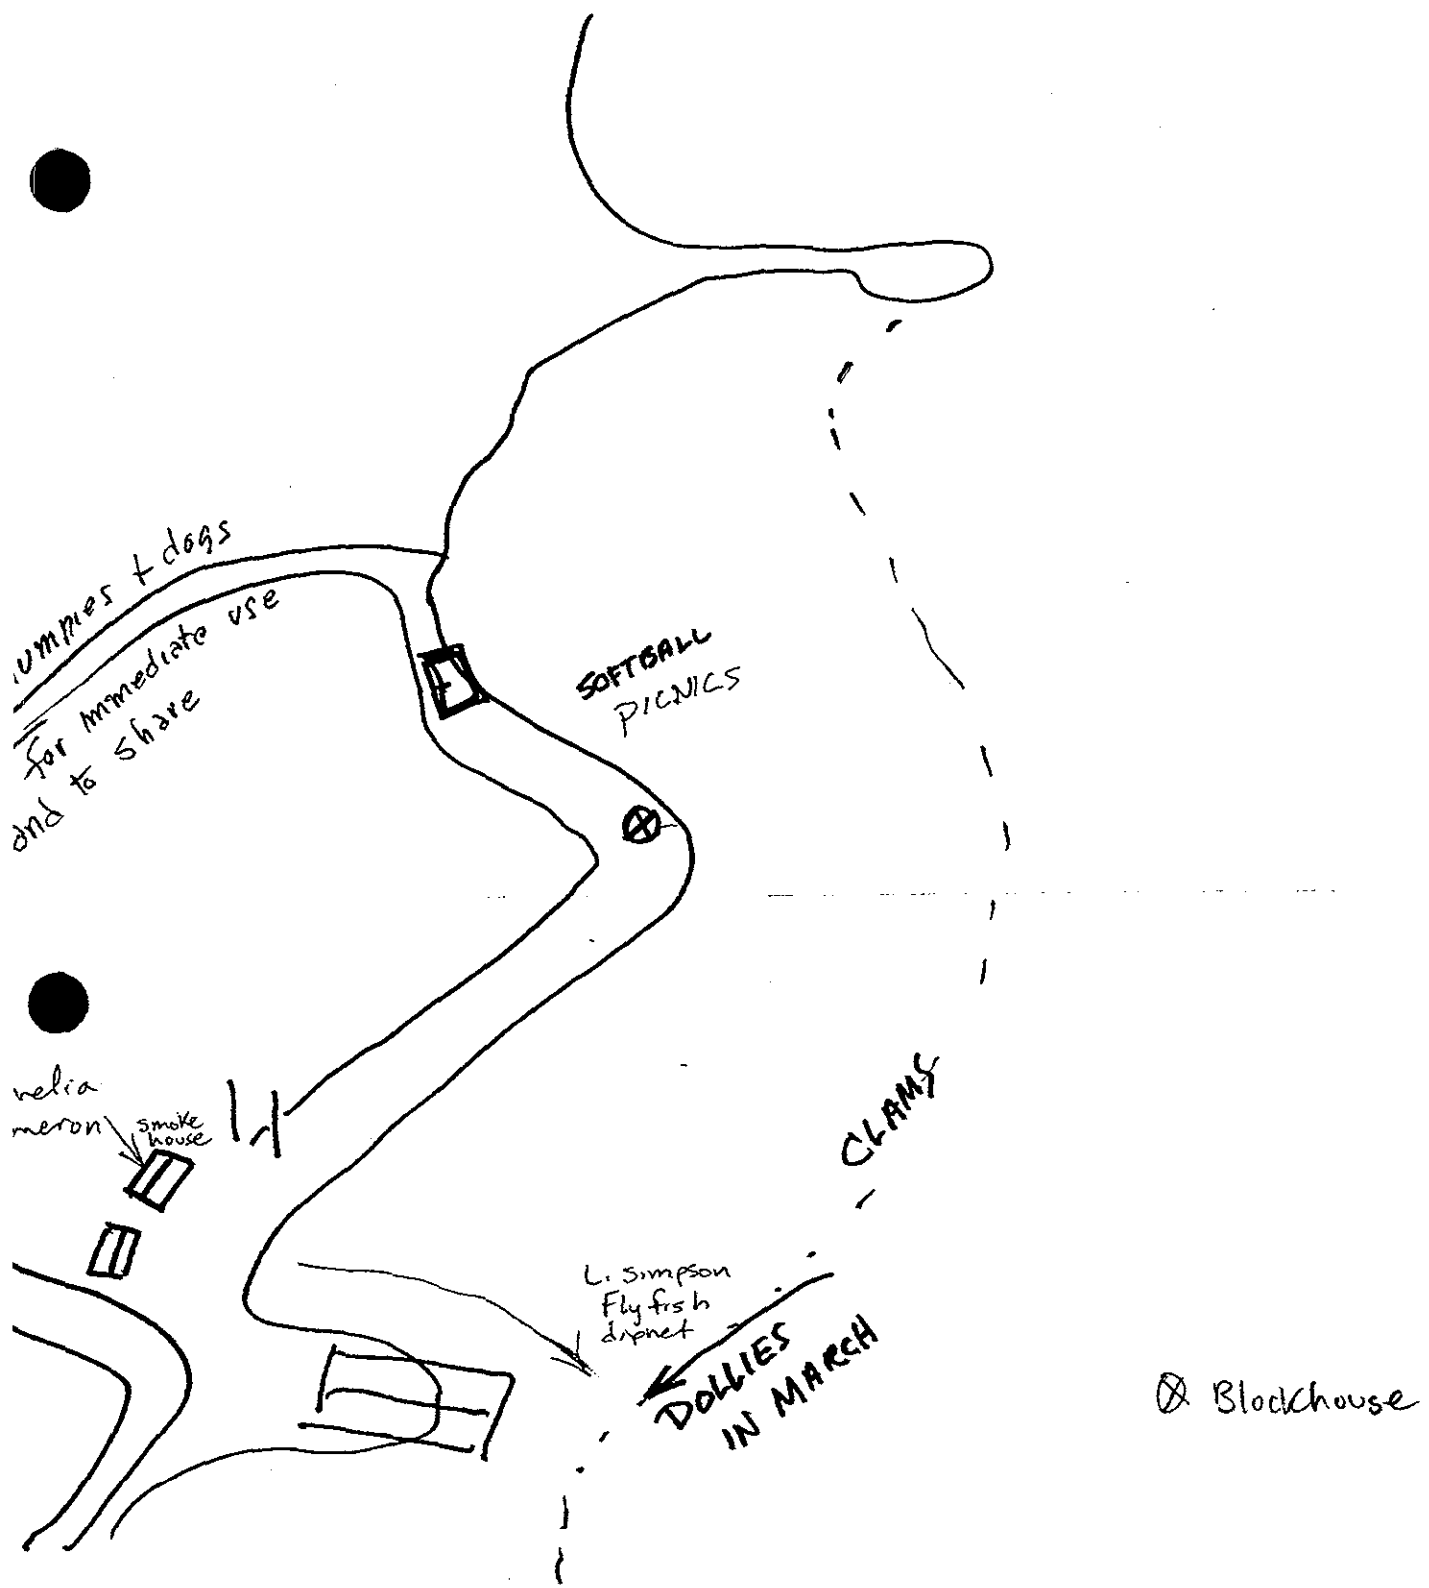 + dogs
for immediate use
and to share
SOFTBALL
PICNICS
smoke
house
CLAMS
L. Simpson
Fly fish
dipnet
DOLLIES
IN MARCH
⊗ Blockhouse